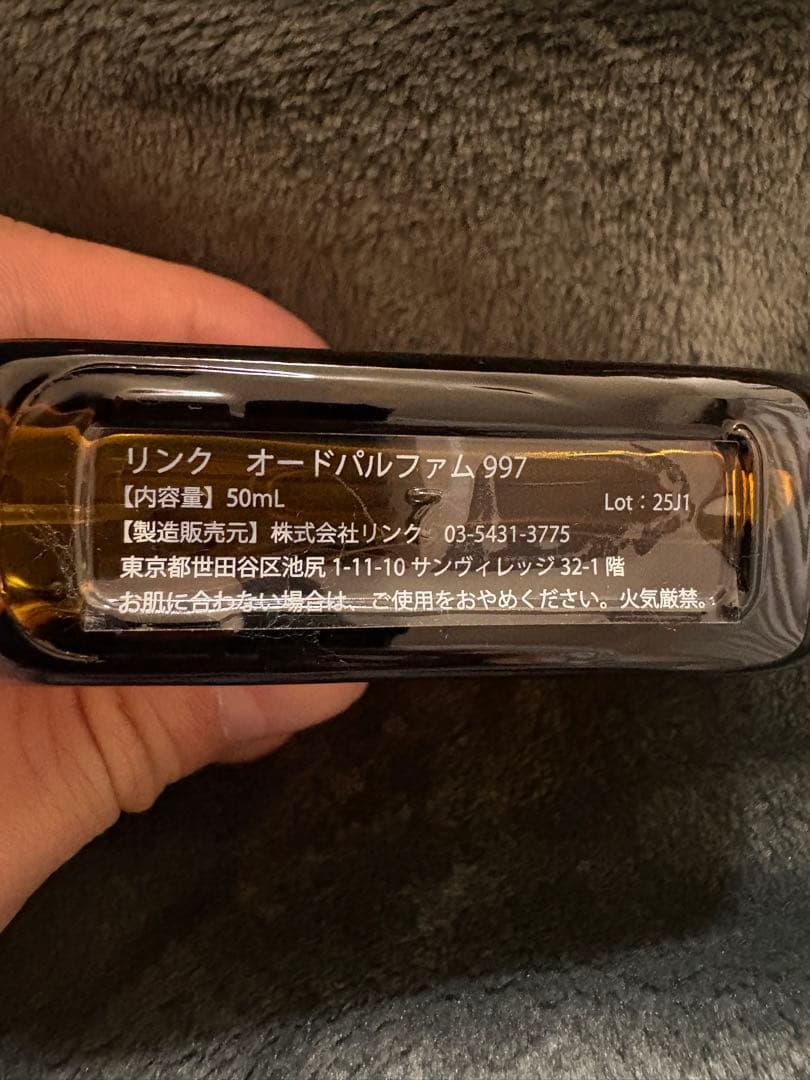 リンク　オードパルファム 997
【内容量】50mL
Lot：25J1
【製造販売元】株式会社リンク　03-5431-3775
東京都世田谷区池尻 1-11-10 サンヴィレッジ 32-1 階
お肌に合わない場合は、ご使用をおやめください。火気厳禁。